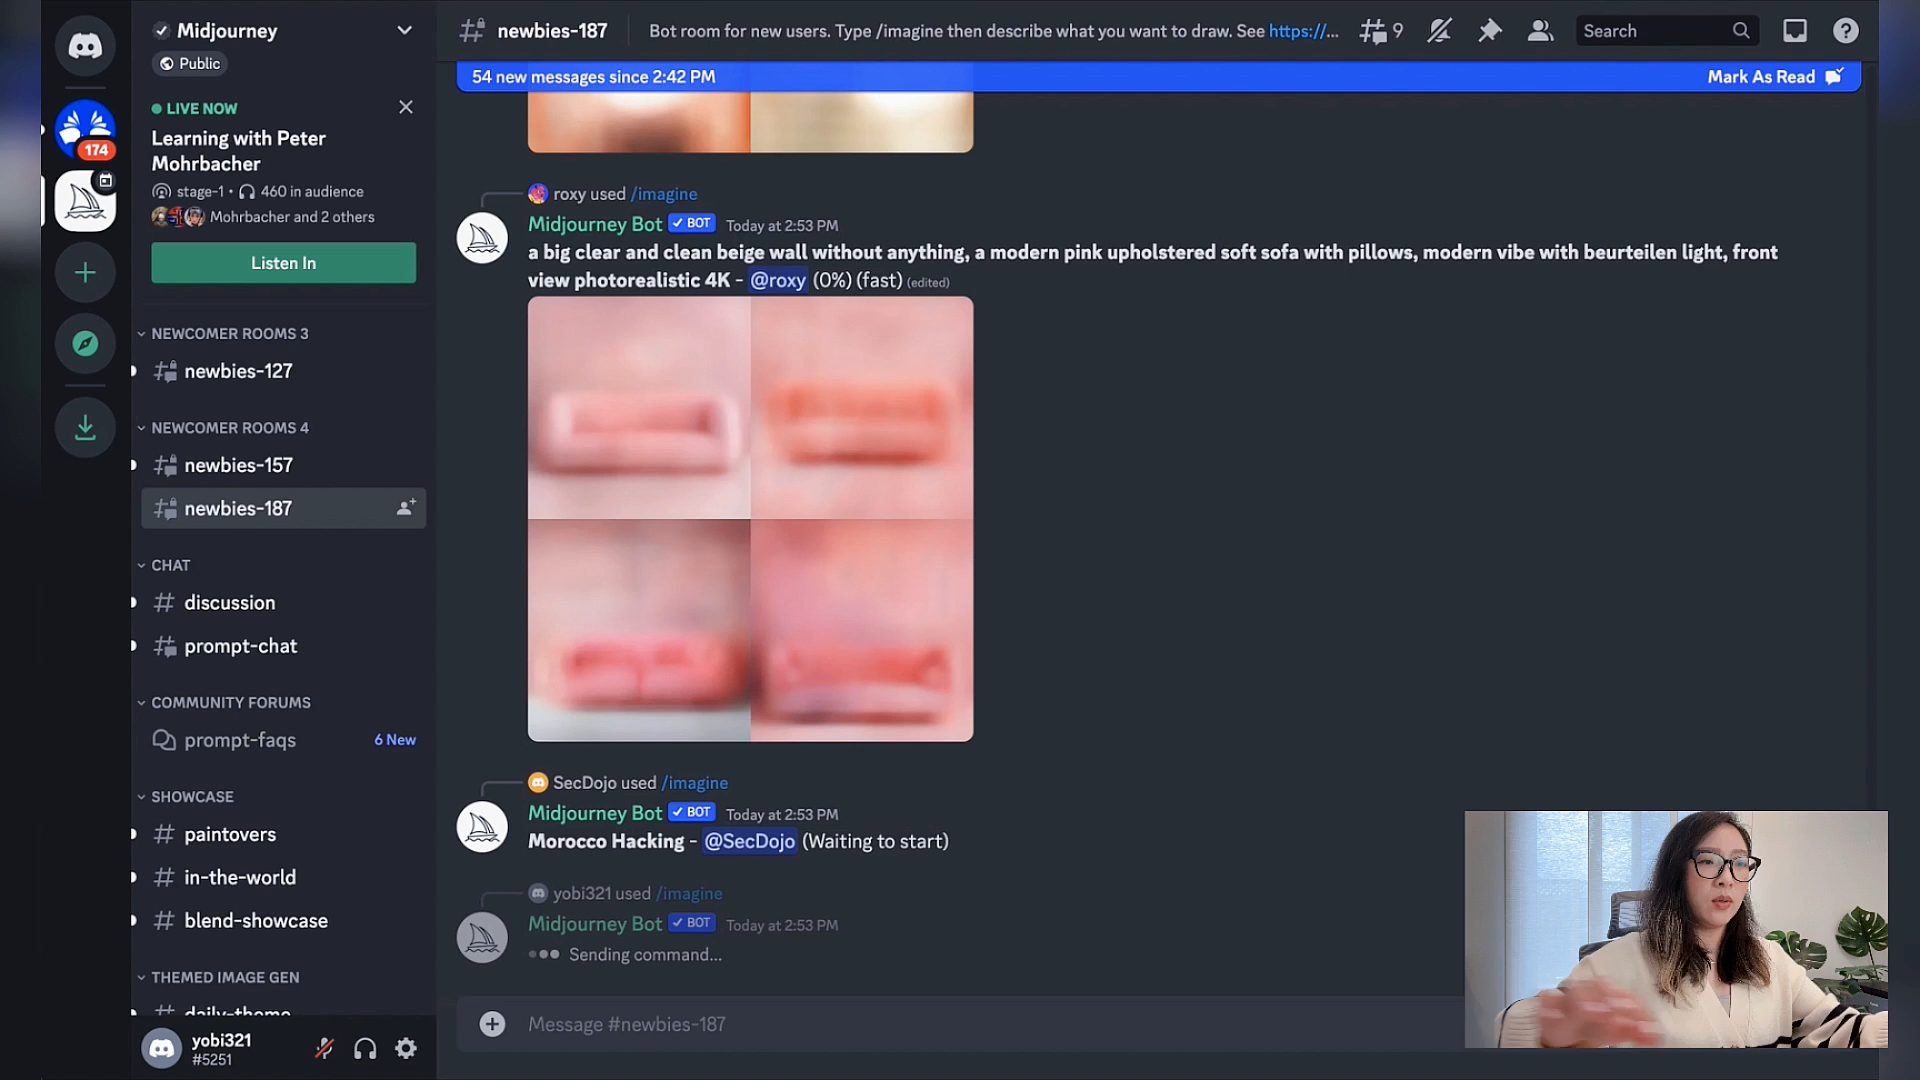 Midjourney
Public
LIVE NOW
Learning with Peter
Mohrbacher
stage-1 • 460 in audience
Mohrbacher and 2 others
Listen In
174
NEWCOMER ROOMS 3
newbies-127
NEWCOMER ROOMS 4
newbies-157
newbies-187
CHAT
discussion
prompt-chat
COMMUNITY FORUMS
prompt-faqs 6 New
SHOWCASE
paintovers
in-the-world
blend-showcase
THEMED IMAGE GEN
daily-theme
yobi321
#5251
newbies-187 Bot room for new users. Type /imagine then describe what you want to draw. See https://... 9 Search
54 new messages since 2:42 PM Mark As Read
roxy used /imagine
Midjourney Bot BOT Today at 2:53 PM
a big clear and clean beige wall without anything, a modern pink upholstered soft sofa with pillows, modern vibe with beurteilen light, front
view photorealistic 4K - @roxy (0%) (fast) (edited)
SecDojo used /imagine
Midjourney Bot BOT Today at 2:53 PM
Morocco Hacking - @SecDojo (Waiting to start)
yobi321 used /imagine
Midjourney Bot BOT Today at 2:53 PM
Sending command...
Message #newbies-187